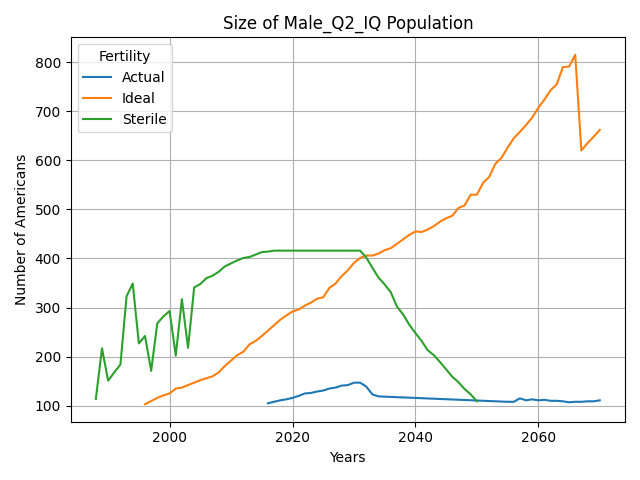 Size of Male_Q2_IQ Population
Fertility
Actual
Ideal
Sterile
Number of Americans
800
700
600
500
400
300
200
100
2000
2020
2040
2060
Years